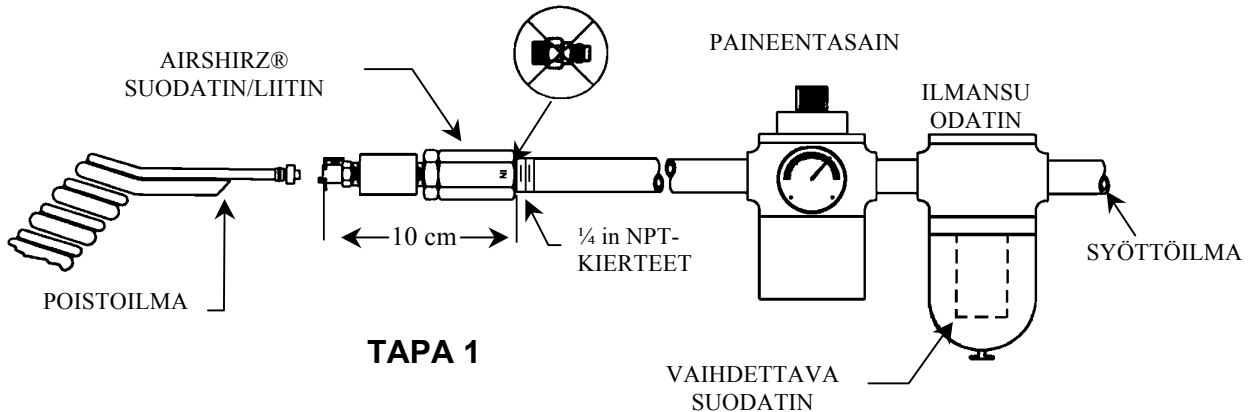 PAINEENTASAIN
AIRSHIRZ®
SUODATIN/LIITIN
ILMANSU
ODATIN
IN
10 cm
¼ in NPT-
KIERTEET
SYÖTTÖILMA
POISTOILMA
TAPA 1
VAIHDETTAVA
SUODATIN